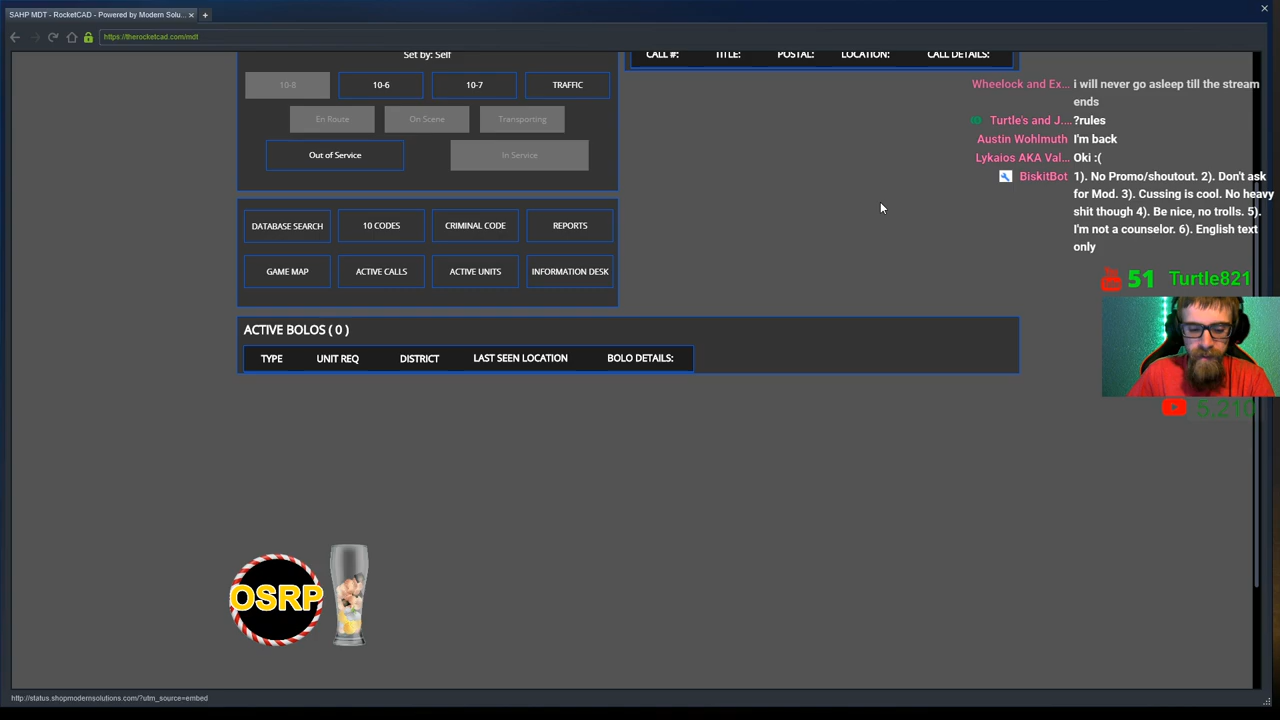 SAHP MDT - RocketCAD - Powered by Modern Solu...
https://therocketcad.com/mdt
Set by: Self
CALL #: TITLE: POSTAL: LOCATION: CALL DETAILS:
10-8 10-6 10-7 TRAFFIC
En Route On Scene Transporting
Out of Service In Service
DATABASE SEARCH 10 CODES CRIMINAL CODE REPORTS
GAME MAP ACTIVE CALLS ACTIVE UNITS INFORMATION DESK
ACTIVE BOLOS ( 0 )
TYPE UNIT REQ DISTRICT LAST SEEN LOCATION BOLO DETAILS:
Wheelock and Ex... i will never go asleep till the stream
ends
Turtle's and J.... ?rules
Austin Wohlmuth I'm back
Lykaios AKA Val... Oki :(
BiskitBot 1). No Promo/shoutout. 2). Don't ask
for Mod. 3). Cussing is cool. No heavy
shit though 4). Be nice, no trolls. 5).
I'm not a counselor. 6). English text
only
51 Turtle821
5,210
OSRP
http://status.shopmodernsolutions.com/?utm_source=embed